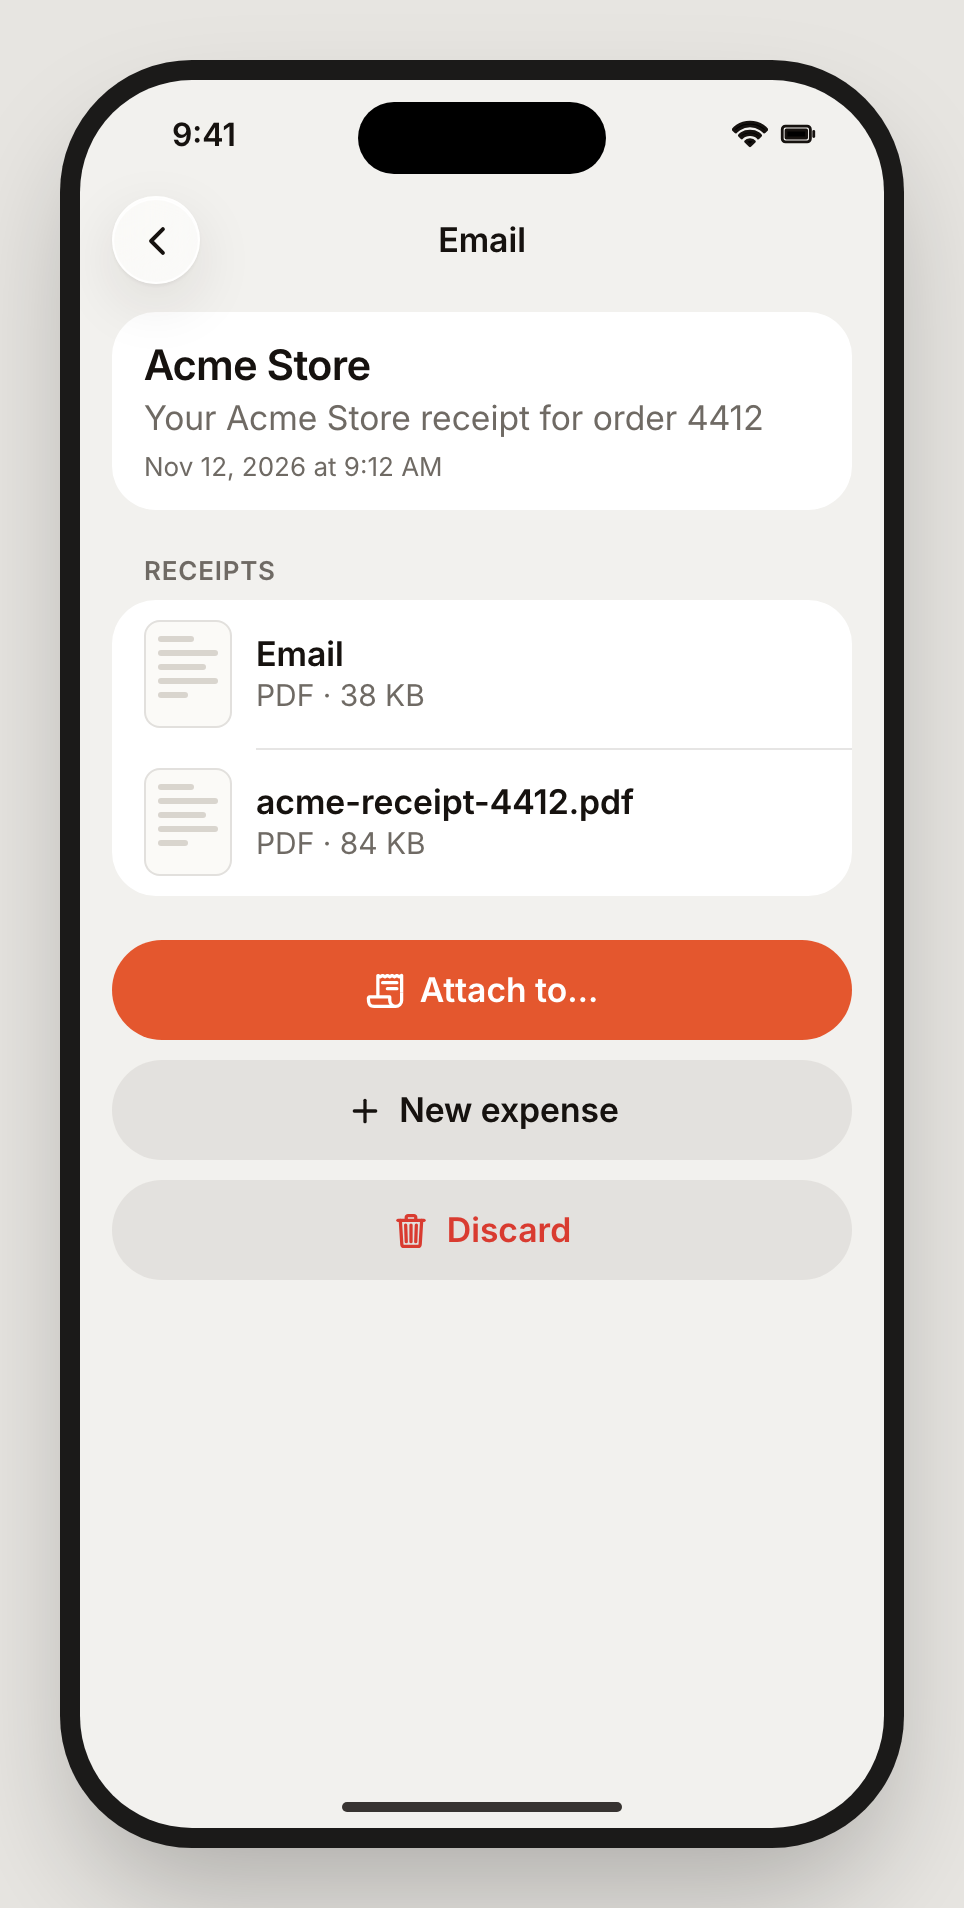 9:41
Email
Acme Store
Your Acme Store receipt for order 4412
Nov 12, 2026 at 9:12 AM
RECEIPTS
Email
PDF · 38 KB
acme-receipt-4412.pdf
PDF · 84 KB
Attach to...
New expense
Discard